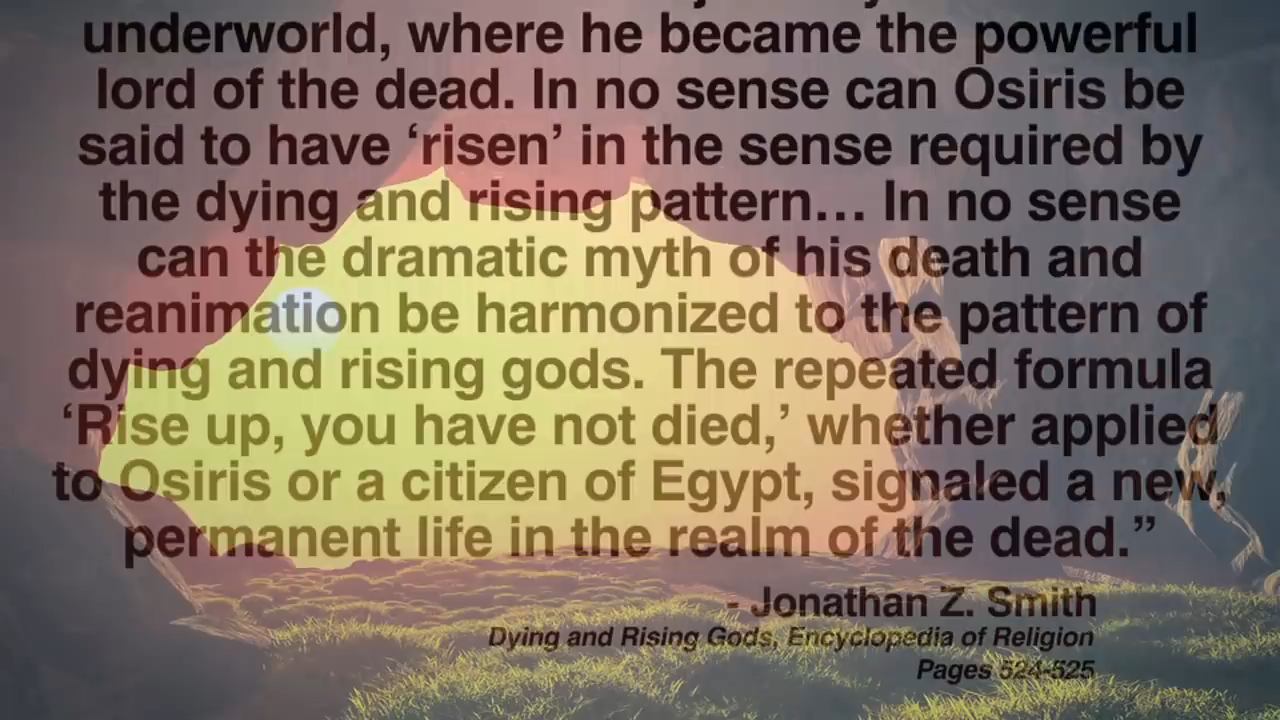 underworld, where he became the powerful
lord of the dead. In no sense can Osiris be
said to have ‘risen’ in the sense required by
the dying and rising pattern… In no sense
can the dramatic myth of his death and
reanimation be harmonized to the pattern of
dying and rising gods. The repeated formula
‘Rise up, you have not died,’ whether applied
to Osiris or a citizen of Egypt, signaled a new,
permanent life in the realm of the dead.”
- Jonathan Z. Smith
Dying and Rising Gods, Encyclopedia of Religion
Pages 524-525